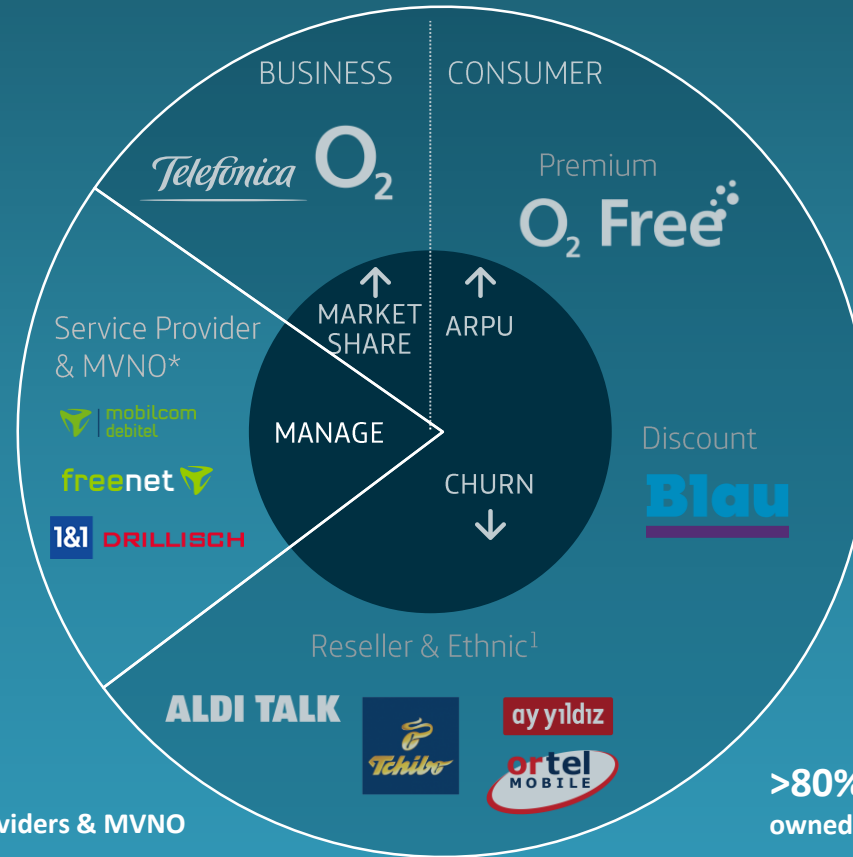 BUSINESS
CONSUMER
Telefónica
O2
Premium
O2 Free
MARKET
SHARE
ARPU
Service Provider
& MVNO*
mobilcom
debitel
freenet
1&1 DRILLISCH
MANAGE
CHURN
Discount
Blau
Reseller & Ethnic¹
ALDI TALK
Tchibo
ay yıldız
ortel
MOBILE
>80%
owned
viders & MVNO